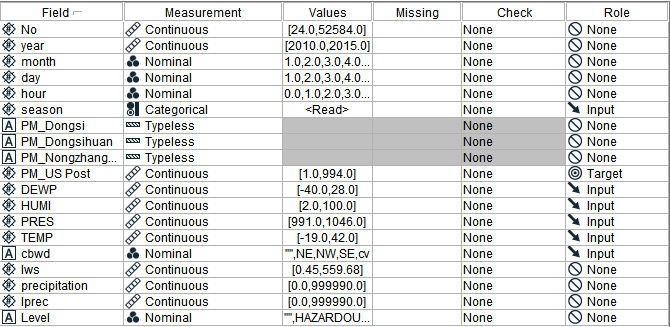 Field Measurement Values Missing Check Role
No Continuous [24.0,52584.0] None None
year Continuous [2010.0,2015.0] None None
month Nominal 1.0,2.0,3.0,4.0... None None
day Nominal 1.0,2.0,3.0,4.0... None None
hour Nominal 0.0,1.0,2.0,3.0... None None
season Categorical <Read> None Input
A PM_Dongsi Typeless None None
A PM_Dongsihuan Typeless None None
A PM_Nongzhang... Typeless None None
PM_US Post Continuous [1.0,994.0] None Target
DEWP Continuous [-40.0,28.0] None Input
HUMI Continuous [2.0,100.0] None Input
PRES Continuous [991.0,1046.0] None Input
TEMP Continuous [-19.0,42.0] None Input
A cbwd Nominal "",NE,NW,SE,cv None Input
Iws Continuous [0.45,559.68] None None
precipitation Continuous [0.0,999990.0] None None
Iprec Continuous [0.0,999990.0] None None
A Level Nominal "",HAZARDOU... None None